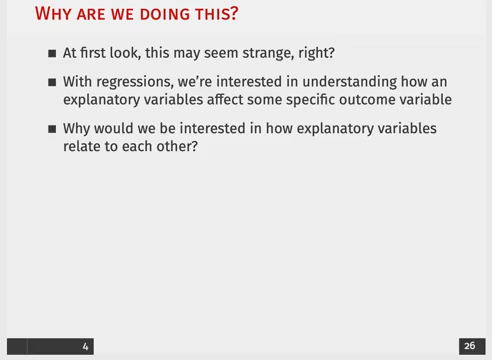 WHY ARE WE DOING THIS?
■ At first look, this may seem strange, right?
■ With regressions, we're interested in understanding how an
explanatory variables affect some specific outcome variable
■ Why would we be interested in how explanatory variables
relate to each other?
4
26